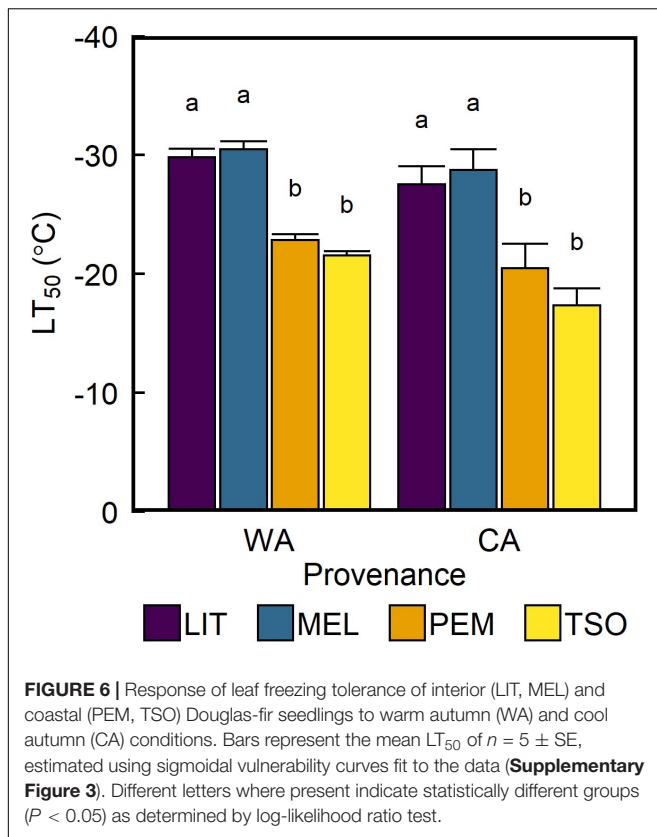 -40
a a a a
-30
b b b b
-20
-10
0
LT50 (°C)
WA CA
Provenance
LIT MEL PEM TSO
FIGURE 6 | Response of leaf freezing tolerance of interior (LIT, MEL) and
coastal (PEM, TSO) Douglas-fir seedlings to warm autumn (WA) and cool
autumn (CA) conditions. Bars represent the mean LT50 of n = 5 ± SE,
estimated using sigmoidal vulnerability curves fit to the data (Supplementary
Figure 3). Different letters where present indicate statistically different groups
(P < 0.05) as determined by log-likelihood ratio test.